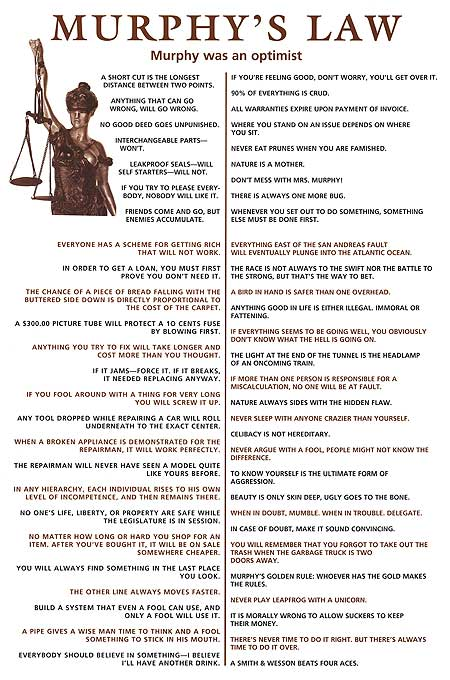 MURPHY'S LAW
Murphy was an optimist
A SHORT CUT IS THE LONGEST
DISTANCE BETWEEN TWO POINTS.
ANYTHING THAT CAN GO
WRONG, WILL GO WRONG.
NO GOOD DEED GOES UNPUNISHED.
INTERCHANGEABLE PARTS—
WON'T.
LEAKPROOF SEALS—WILL
SELF STARTERS—WILL NOT.
IF YOU TRY TO PLEASE EVERY-
BODY, NOBODY WILL LIKE IT.
FRIENDS COME AND GO, BUT
ENEMIES ACCUMULATE.
EVERYONE HAS A SCHEME FOR GETTING RICH
THAT WILL NOT WORK.
IN ORDER TO GET A LOAN, YOU MUST FIRST
PROVE YOU DON'T NEED IT.
THE CHANCE OF A PIECE OF BREAD FALLING WITH THE
BUTTERED SIDE DOWN IS DIRECTLY PROPORTIONAL TO
THE COST OF THE CARPET.
A $300.00 PICTURE TUBE WILL PROTECT A 10 CENTS FUSE
BY BLOWING FIRST.
ANYTHING YOU TRY TO FIX WILL TAKE LONGER AND
COST MORE THAN YOU THOUGHT.
IF IT JAMS—FORCE IT. IF IT BREAKS,
IT NEEDED REPLACING ANYWAY.
IF YOU FOOL AROUND WITH A THING FOR VERY LONG
YOU WILL SCREW IT UP.
ANY TOOL DROPPED WHILE REPAIRING A CAR WILL ROLL
UNDERNEATH TO THE EXACT CENTER.
WHEN A BROKEN APPLIANCE IS DEMONSTRATED FOR THE
REPAIRMAN, IT WILL WORK PERFECTLY.
THE REPAIRMAN WILL NEVER HAVE SEEN A MODEL QUITE
LIKE YOURS BEFORE.
IN ANY HIERARCHY, EACH INDIVIDUAL RISES TO HIS OWN
LEVEL OF INCOMPETENCE, AND THEN REMAINS THERE.
NO ONE'S LIFE, LIBERTY, OR PROPERTY ARE SAFE WHILE
THE LEGISLATURE IS IN SESSION.
NO MATTER HOW LONG OR HARD YOU SHOP FOR AN
ITEM. AFTER YOU'VE BOUGHT IT, IT WILL BE ON SALE
SOMEWHERE CHEAPER.
YOU WILL ALWAYS FIND SOMETHING IN THE LAST PLACE
YOU LOOK.
THE OTHER LINE ALWAYS MOVES FASTER.
BUILD A SYSTEM THAT EVEN A FOOL CAN USE, AND
ONLY A FOOL WILL USE IT.
A PIPE GIVES A WISE MAN TIME TO THINK AND A FOOL
SOMETHING TO STICK IN HIS MOUTH.
EVERYBODY SHOULD BELIEVE IN SOMETHING—I BELIEVE
I'LL HAVE ANOTHER DRINK.
IF YOU'RE FEELING GOOD, DON'T WORRY, YOU'LL GET OVER IT.
90% OF EVERYTHING IS CRUD.
ALL WARRANTIES EXPIRE UPON PAYMENT OF INVOICE.
WHERE YOU STAND ON AN ISSUE DEPENDS ON WHERE
YOU SIT.
NEVER EAT PRUNES WHEN YOU ARE FAMISHED.
NATURE IS A MOTHER.
DON'T MESS WITH MRS. MURPHY!
THERE IS ALWAYS ONE MORE BUG.
WHENEVER YOU SET OUT TO DO SOMETHING, SOMETHING
ELSE MUST BE DONE FIRST.
EVERYTHING EAST OF THE SAN ANDREAS FAULT
WILL EVENTUALLY PLUNGE INTO THE ATLANTIC OCEAN.
THE RACE IS NOT ALWAYS TO THE SWIFT NOR THE BATTLE TO
THE STRONG, BUT THAT'S THE WAY TO BET.
A BIRD IN HAND IS SAFER THAN ONE OVERHEAD.
ANYTHING GOOD IN LIFE IS EITHER ILLEGAL. IMMORAL OR
FATTENING.
IF EVERYTHING SEEMS TO BE GOING WELL, YOU OBVIOUSLY
DON'T KNOW WHAT THE HELL IS GOING ON.
THE LIGHT AT THE END OF THE TUNNEL IS THE HEADLAMP
OF AN ONCOMING TRAIN.
IF MORE THAN ONE PERSON IS RESPONSIBLE FOR A
MISCALCULATION, NO ONE WILL BE AT FAULT.
NATURE ALWAYS SIDES WITH THE HIDDEN FLAW.
NEVER SLEEP WITH ANYONE CRAZIER THAN YOURSELF.
CELIBACY IS NOT HEREDITARY.
NEVER ARGUE WITH A FOOL, PEOPLE MIGHT NOT KNOW THE
DIFFERENCE.
TO KNOW YOURSELF IS THE ULTIMATE FORM OF
AGGRESSION.
BEAUTY IS ONLY SKIN DEEP, UGLY GOES TO THE BONE.
WHEN IN DOUBT, MUMBLE. WHEN IN TROUBLE. DELEGATE.
IN CASE OF DOUBT, MAKE IT SOUND CONVINCING.
YOU WILL REMEMBER THAT YOU FORGOT TO TAKE OUT THE
TRASH WHEN THE GARBAGE TRUCK IS TWO
DOORS AWAY.
MURPHY'S GOLDEN RULE: WHOEVER HAS THE GOLD MAKES
THE RULES.
NEVER PLAY LEAPFROG WITH A UNICORN.
IT IS MORALLY WRONG TO ALLOW SUCKERS TO KEEP
THEIR MONEY.
THERE'S NEVER TIME TO DO IT RIGHT. BUT THERE'S ALWAYS
TIME TO DO IT OVER.
A SMITH & WESSON BEATS FOUR ACES.